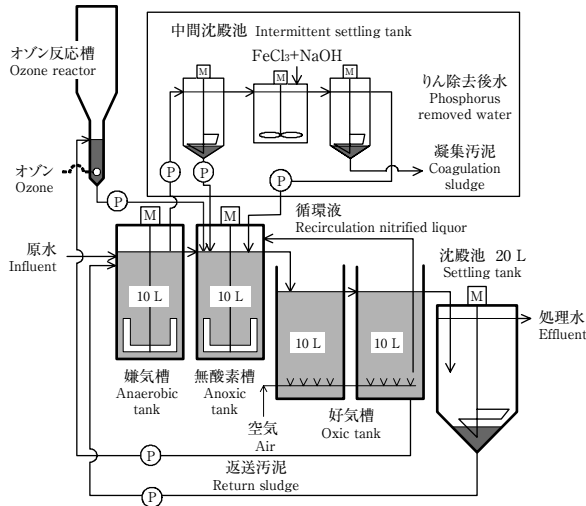 中間沈殿池 Intermittent settling tank
FeCl3+NaOH
オゾン反応槽
Ozone reactor
M
M
M
りん除去後水
Phosphorus
removed water
凝集汚泥
Coagulation
sludge
P
P
P
オゾン
Ozone
P
循環液
Recirculation nitrified liquor
M
M
原水
Influent
沈殿池 20 L
Settling tank
M
処理水
Effluent
10 L
10 L
10 L
10 L
嫌気槽
Anaerobic
tank
無酸素槽
Anoxic
tank
空気
Air
好気槽
Oxic tank
P
返送汚泥
Return sludge
P